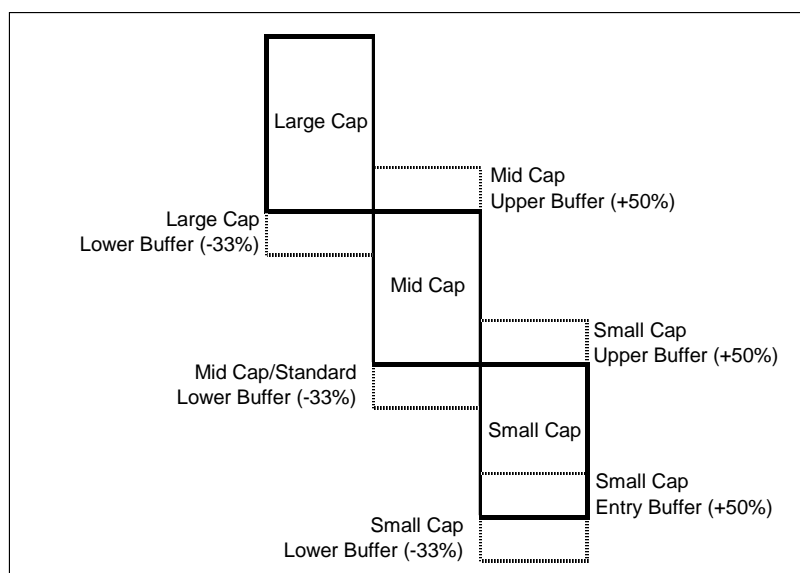 Large Cap
Mid Cap
Upper Buffer (+50%)
Large Cap
Lower Buffer (-33%)
Mid Cap
Small Cap
Upper Buffer (+50%)
Mid Cap/Standard
Lower Buffer (-33%)
Small Cap
Small Cap
Entry Buffer (+50%)
Small Cap
Lower Buffer (-33%)